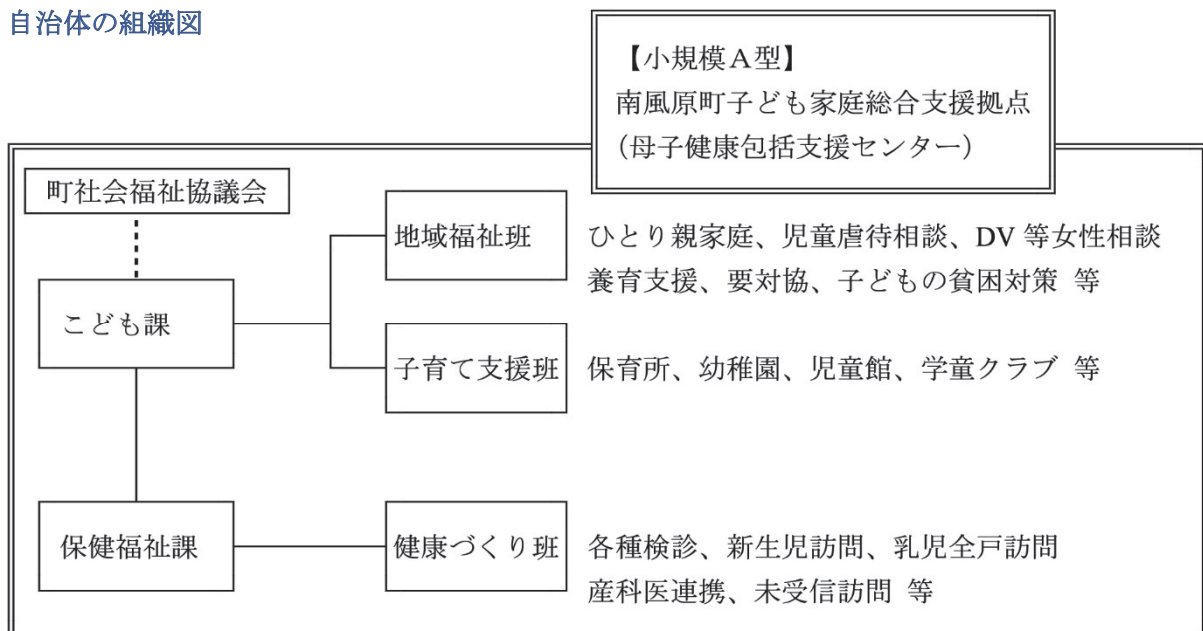 自治体の組織図
【小規模A型】
南風原町子ども家庭総合支援拠点
(母子健康包括支援センター)
町社会福祉協議会
地域福祉班
ひとり親家庭、児童虐待相談、DV 等女性相談
養育支援、要対協、子どもの貧困対策 等
こども課
子育て支援班
保育所、幼稚園、児童館、学童クラブ 等
保健福祉課
健康づくり班
各種検診、新生児訪問、乳児全戸訪問
産科医連携、未受信訪問 等